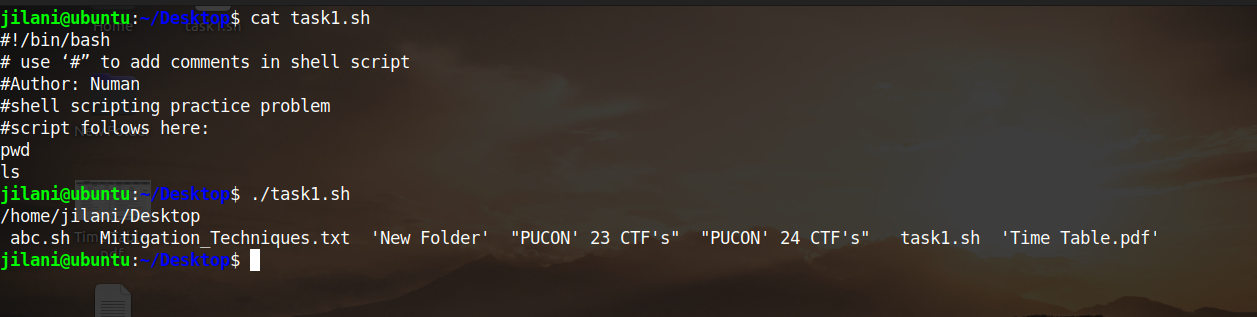 jilani@ubuntu:~/Desktop$ cat task1.sh
#!/bin/bash
# use ‘#” to add comments in shell script
#Author: Numan
#shell scripting practice problem
#script follows here:
pwd
ls
jilani@ubuntu:~/Desktop$ ./task1.sh
/home/jilani/Desktop
 abc.sh   Mitigation_Techniques.txt  'New Folder'  "PUCON' 23 CTF's"  "PUCON' 24 CTF's"   task1.sh  'Time Table.pdf'
jilani@ubuntu:~/Desktop$